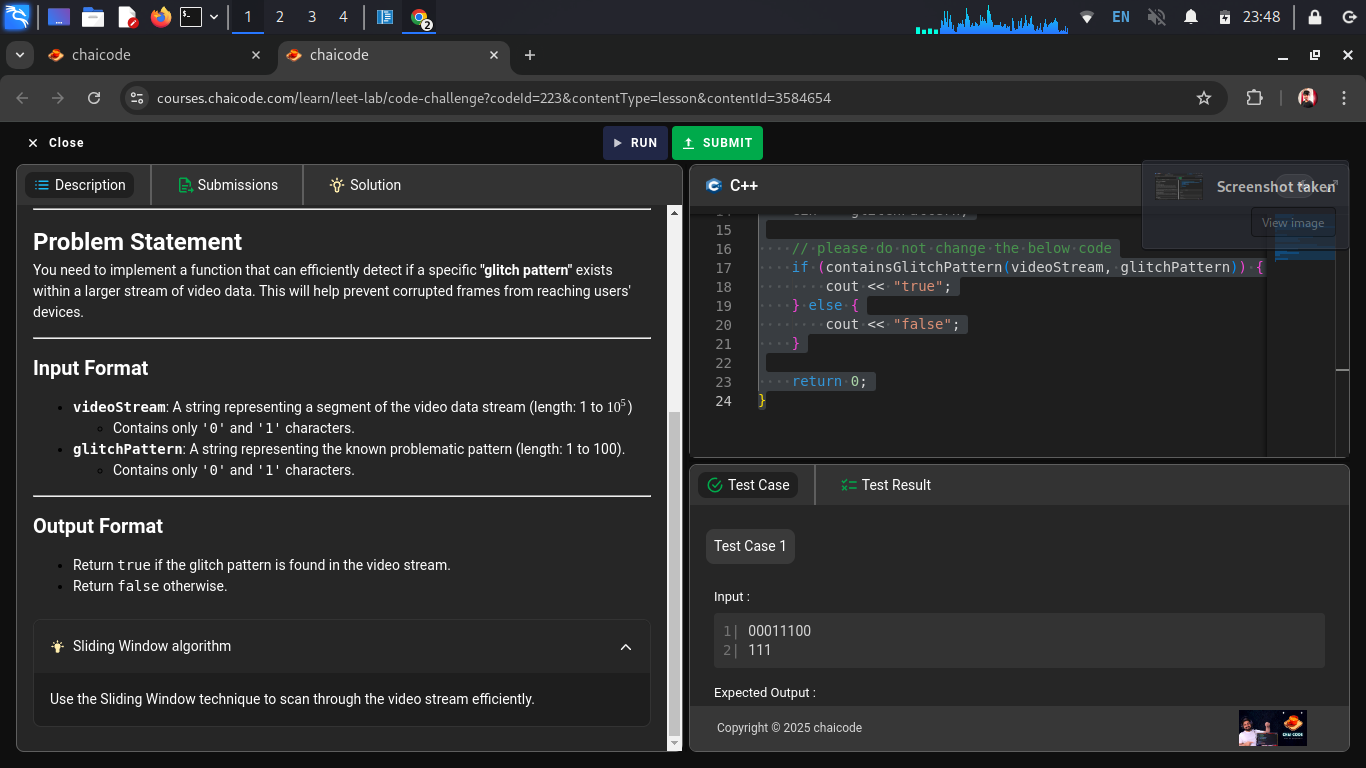 1 2 3 4 2 EN 23:48
chaicode
chaicode
courses.chaicode.com/learn/leet-lab/code-challenge?codeId=223&contentType=lesson&contentId=3584654
Close
RUN
SUBMIT
Description
Submissions
Solution
Problem Statement
You need to implement a function that can efficiently detect if a specific "glitch pattern" exists
within a larger stream of video data. This will help prevent corrupted frames from reaching users'
devices.
Input Format
videoStream: A string representing a segment of the video data stream (length: 1 to 10⁵)
Contains only '0' and '1' characters.
glitchPattern: A string representing the known problematic pattern (length: 1 to 100).
Contains only '0' and '1' characters.
Output Format
Return true if the glitch pattern is found in the video stream.
Return false otherwise.
Sliding Window algorithm
Use the Sliding Window technique to scan through the video stream efficiently.
C++
Screenshot taken
View image
15
16 // please do not change the below code
17 if (containsGlitchPattern(videoStream, glitchPattern)) {
18 cout << "true";
19 } else {
20 cout << "false";
21 }
22
23 return 0;
24 }
Test Case
Test Result
Test Case 1
Input :
1| 00011100
2| 111
Expected Output :
Copyright © 2025 chaicode
CHAI CODE